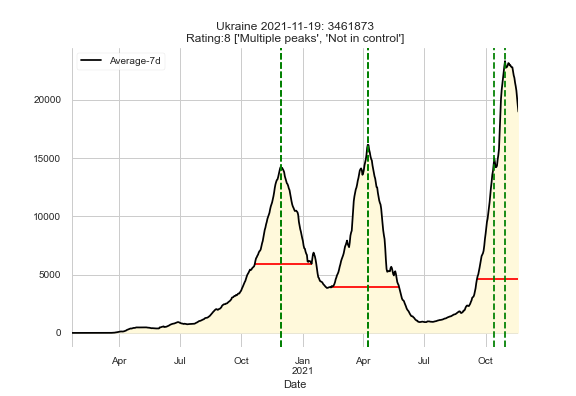 Ukraine 2021-11-19: 3461873
Rating:8 ['Multiple peaks', 'Not in control']
Average-7d
20000
15000
10000
5000
0
Apr Jul Oct Jan Apr Jul Oct
2021
Date